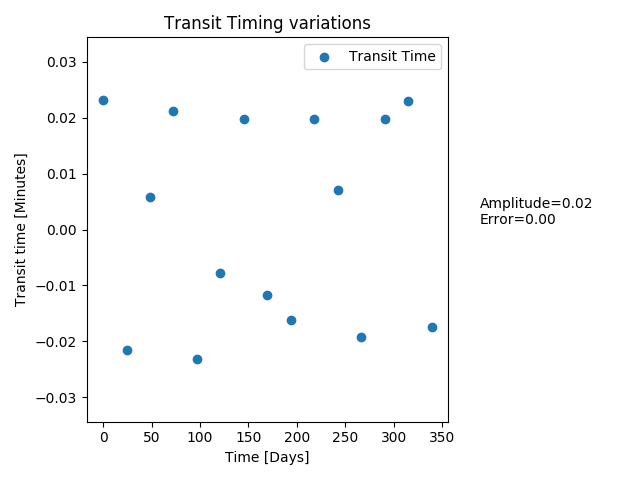 Transit Timing variations
Transit Time
0.03
0.02
0.01
0.00
−0.01
−0.02
−0.03
Transit time [Minutes]
Amplitude=0.02
Error=0.00
0 50 100 150 200 250 300 350
Time [Days]